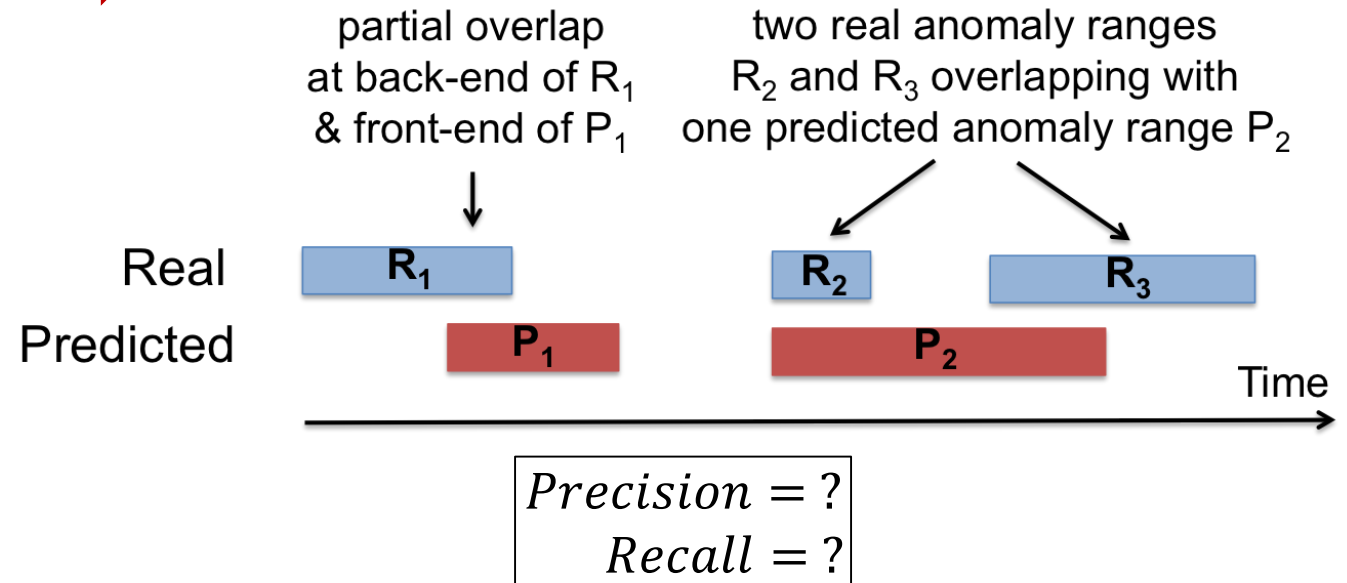 partial overlap
at back-end of R₁
& front-end of P₁
two real anomaly ranges
R₂ and R₃ overlapping with
one predicted anomaly range P₂
Real
R₁
R₂
R₃
Predicted
P₁
P₂
Time
Precision = ?
Recall = ?